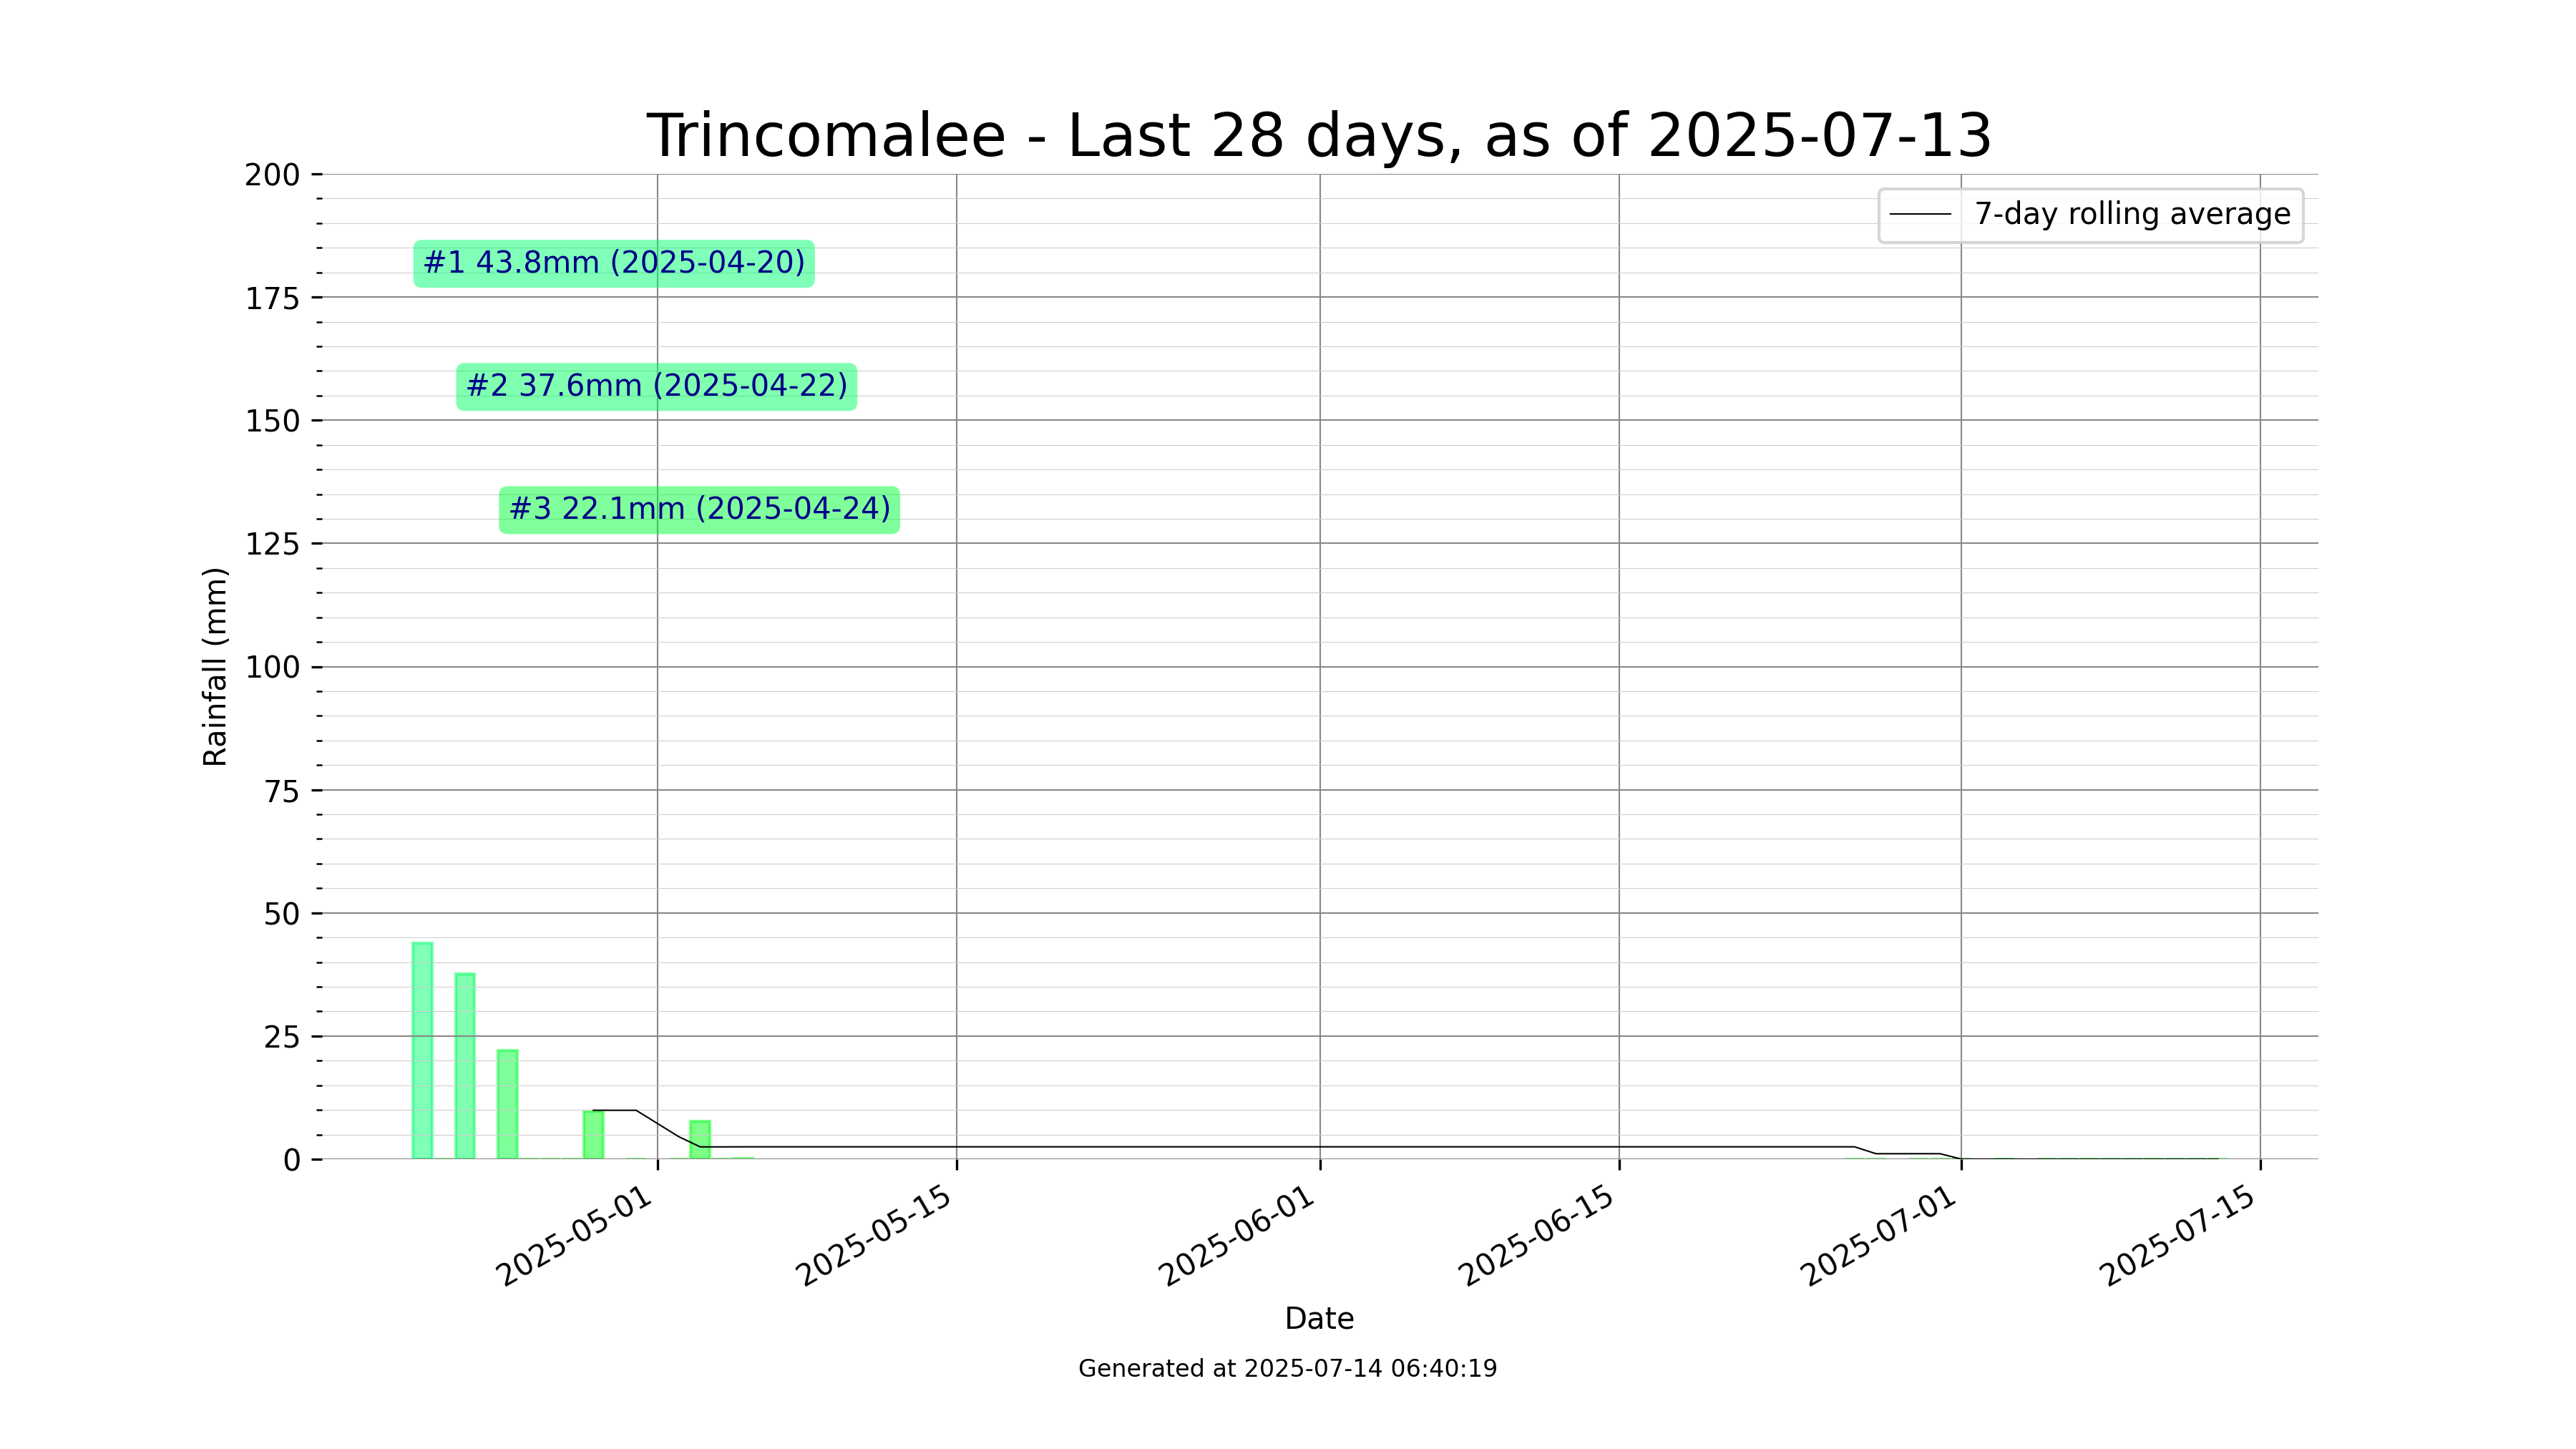 Trincomalee - Last 28 days, as of 2025-07-13
7-day rolling average
#1 43.8mm (2025-04-20)
#2 37.6mm (2025-04-22)
#3 22.1mm (2025-04-24)
Rainfall (mm)
200
175
150
125
100
75
50
25
0
2025-05-01
2025-05-15
2025-06-01
2025-06-15
2025-07-01
2025-07-15
Date
Generated at 2025-07-14 06:40:19